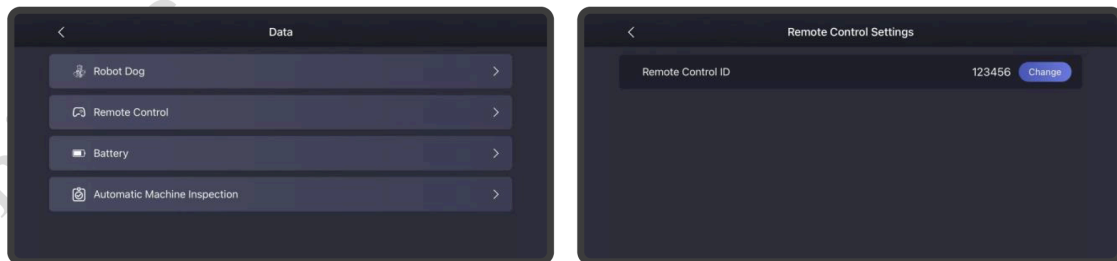 Data
Robot Dog
Remote Control
Battery
Automatic Machine Inspection
Remote Control Settings
Remote Control ID 123456 Change